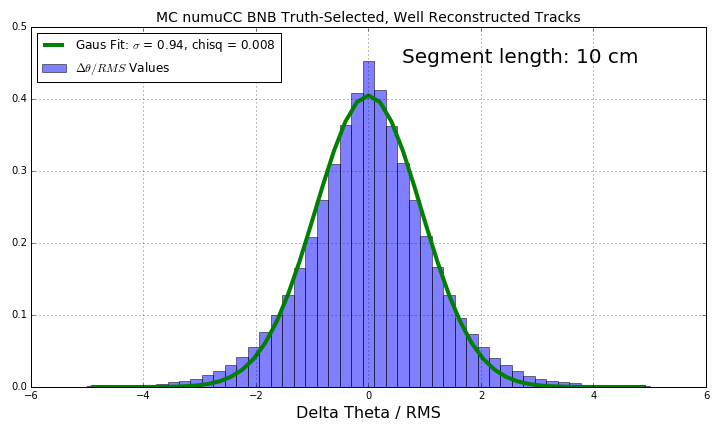 MC numuCC BNB Truth-Selected, Well Reconstructed Tracks
Gaus Fit: σ = 0.94, chisq = 0.008
Δθ/RMS Values
Segment length: 10 cm
0.5
0.4
0.3
0.2
0.1
0.0
−6 −4 −2 0 2 4 6
Delta Theta / RMS